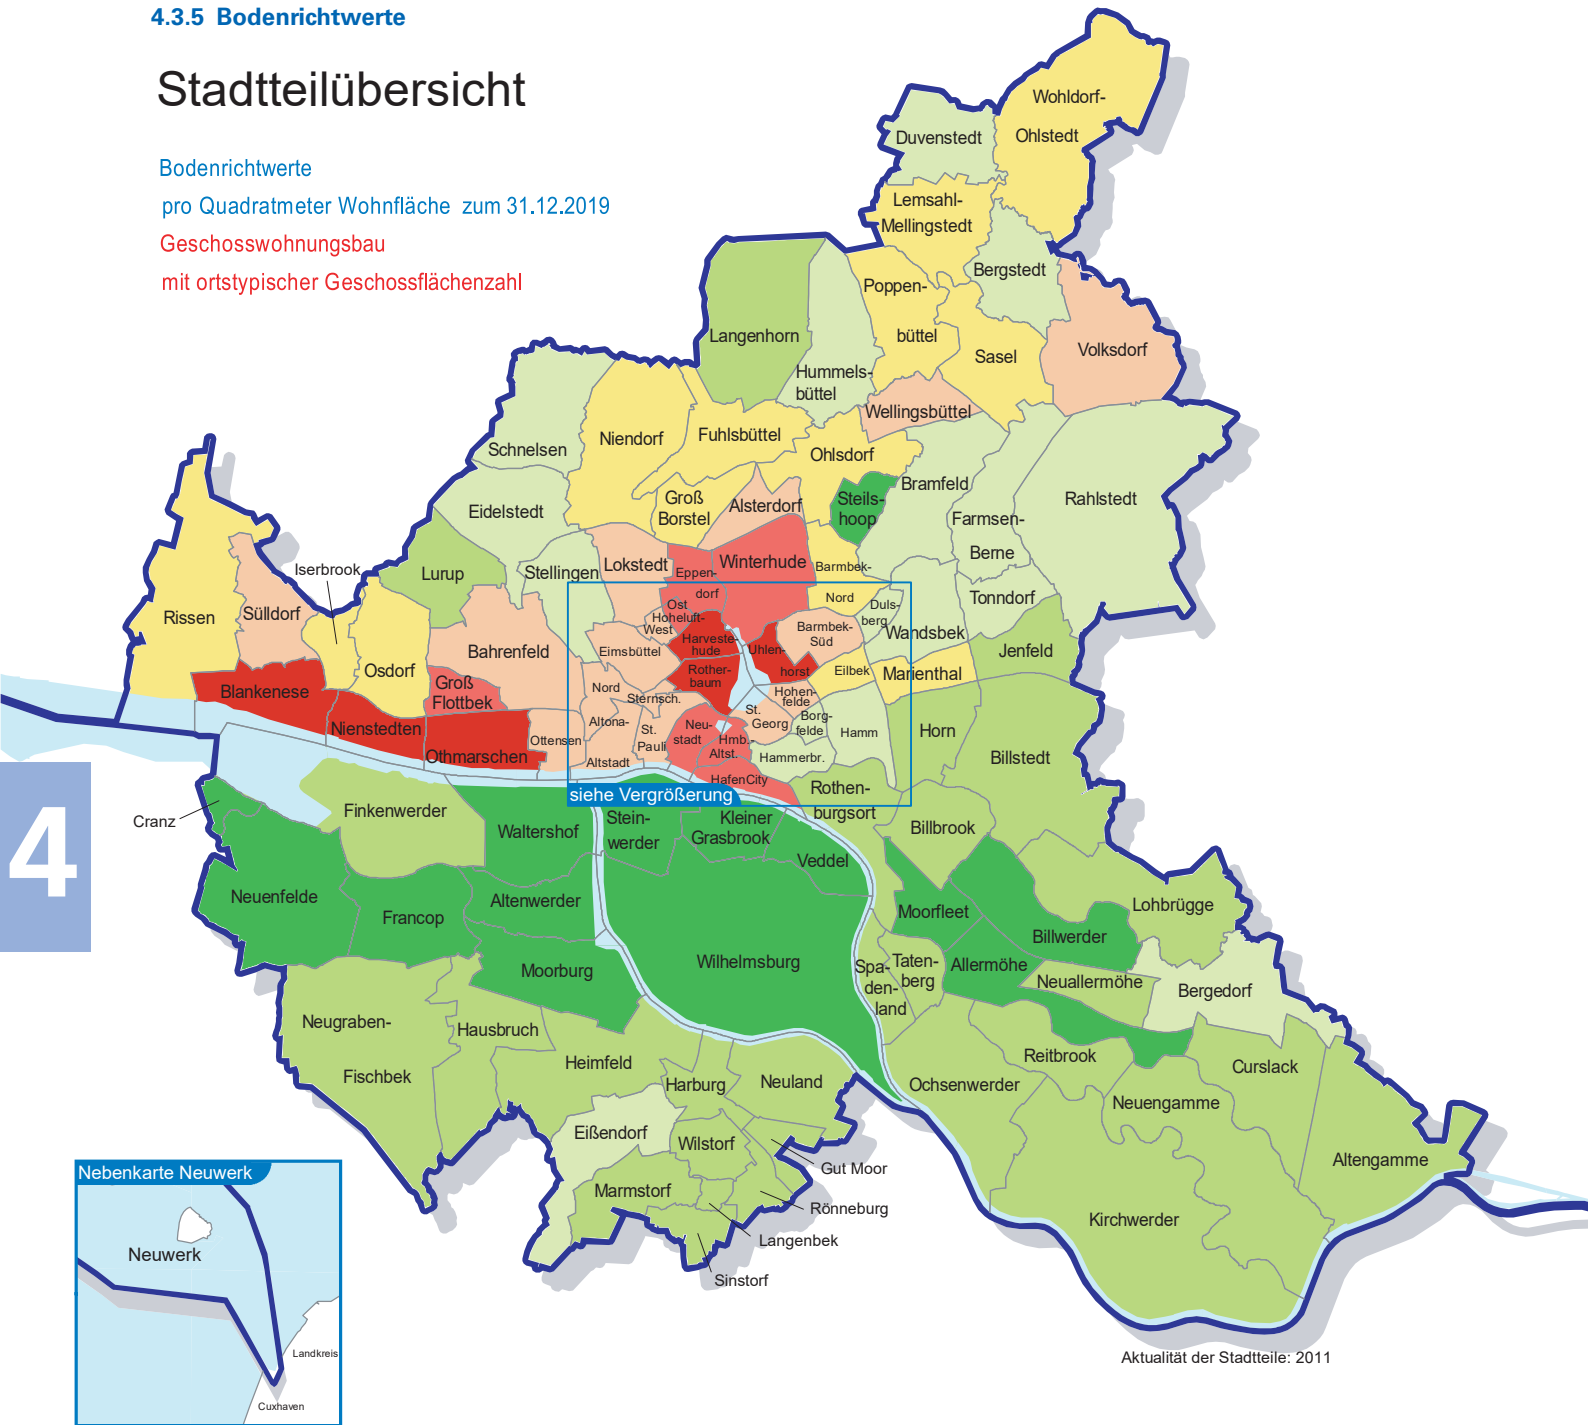 4.3.5 Bodenrichtwerte
Stadtteilübersicht
Bodenrichtwerte
pro Quadratmeter Wohnfläche zum 31.12.2019
Geschosswohnungsbau
mit ortstypischer Geschossflächenzahl
Wohldorf-
Ohlstedt
Duvenstedt
Lemsahl-
Mellingstedt
Bergstedt
Poppen-
büttel
Langenhorn
Sasel
Volksdorf
Hummels-
büttel
Wellingsbüttel
Schnelsen
Niendorf
Fuhlsbüttel
Ohlsdorf
Bramfeld
Rahlstedt
Steils-
hoop
Groß
Borstel
Alsterdorf
Eidelstedt
Farmsen-
Berne
Iserbrook
Lurup
Stellingen
Lokstedt
Eppen-
dorf
Winterhude
Barmbek-
Nord
Tonndorf
Rissen
Sülldorf
Ost
Hoheluft-
West
Duls-
berg
Wandsbek
Barmbek-
Süd
Harveste-
hude
Jenfeld
Bahrenfeld
Eimsbüttel
Uhlen-
horst
Osdorf
Rother-
baum
Eilbek
Marienthal
Blankenese
Groß
Flottbek
Nord
Sternsch.
Hohen-
felde
Nienstedten
Altona-
St.
Pauli
Neu-
stadt
St.
Georg
Borg-
felde
Hamm
Horn
Othmarschen
Ottensen
Altstadt
Hmb.-
Altst.
Hammerbr.
Billstedt
HafenCity
siehe Vergrößerung
Rothen-
burgsort
Cranz
Finkenwerder
Waltershof
Stein-
werder
Kleiner
Grasbrook
Veddel
Billbrook
4
Neuenfelde
Francop
Altenwerder
Moorfleet
Lohbrügge
Billwerder
Moorburg
Wilhelmsburg
Spa-
den-
land
Taten-
berg
Allermöhe
Neuallermöhe
Bergedorf
Neugraben-
Fischbek
Hausbruch
Heimfeld
Harburg
Neuland
Reitbrook
Curslack
Ochsenwerder
Neuengamme
Eißendorf
Wilstorf
Gut Moor
Altengamme
Marmstorf
Rönneburg
Langenbek
Sinstorf
Kirchwerder
Nebenkarte Neuwerk
Neuwerk
Landkreis
Cuxhaven
Aktualität der Stadtteile: 2011